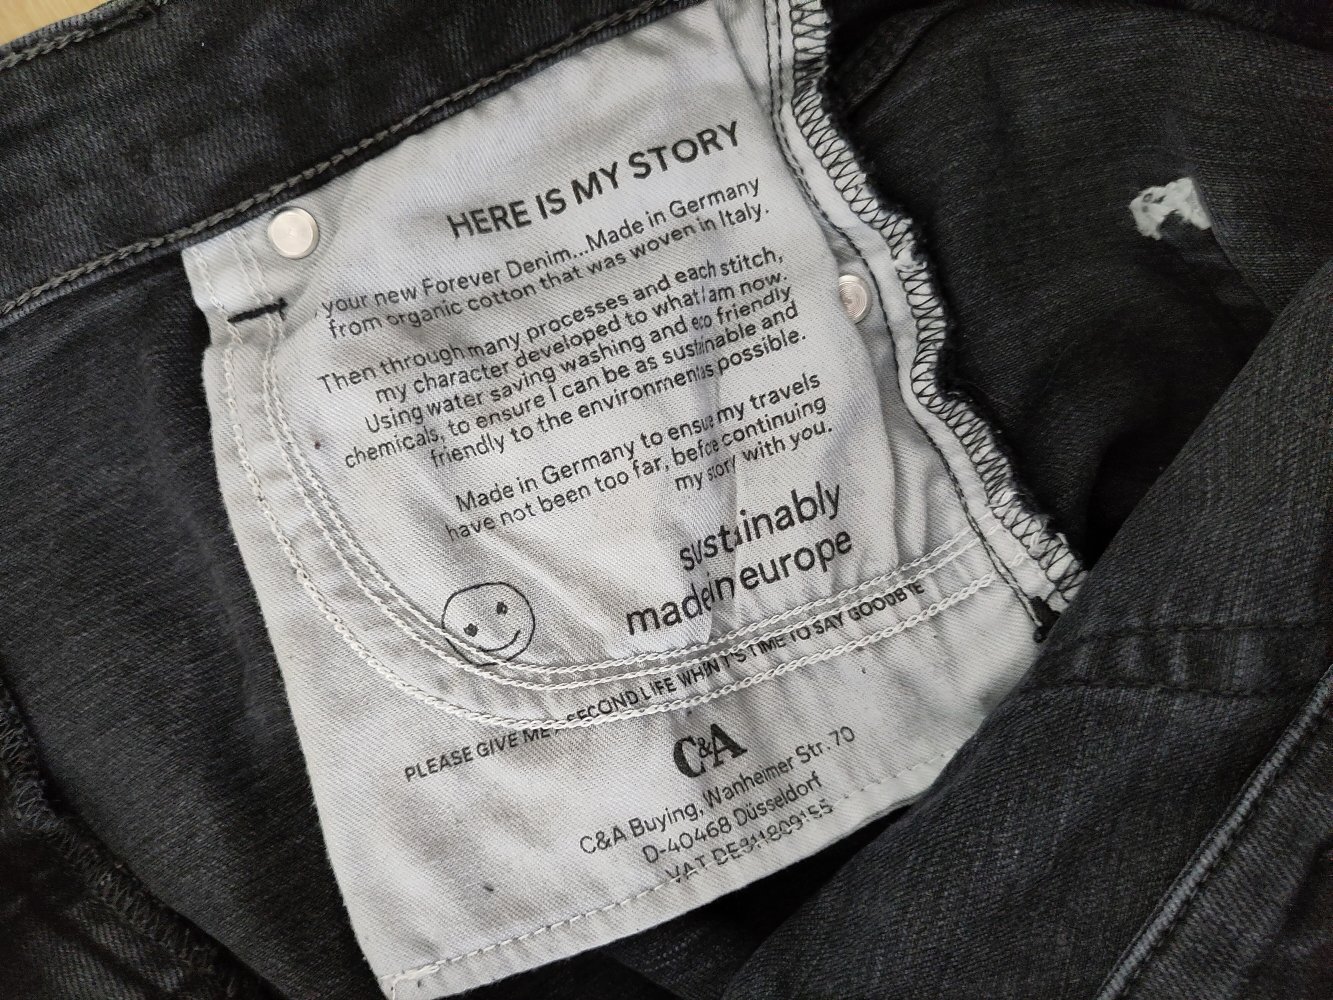 HERE IS MY STORY
, your new Forever Denim...Made in Germany
from organic cotton that was woven in Italy.
Then through many processes and each stitch,
my character developed to what I am now.
Using water saving washing and eco friendly
chemicals, to ensure I can be as sustainable and
friendly to the environment as possible.
Made in Germany to ensure my travels
have not been too far, before continuing
my story with you.
sustainably
made in europe
PLEASE GIVE ME A SECOND LIFE WHEN IT'S TIME TO SAY GOODBYE
C&A
C&A Buying, Wanheimer Str. 70
D-40468 Düsseldorf
VAT DE311809155